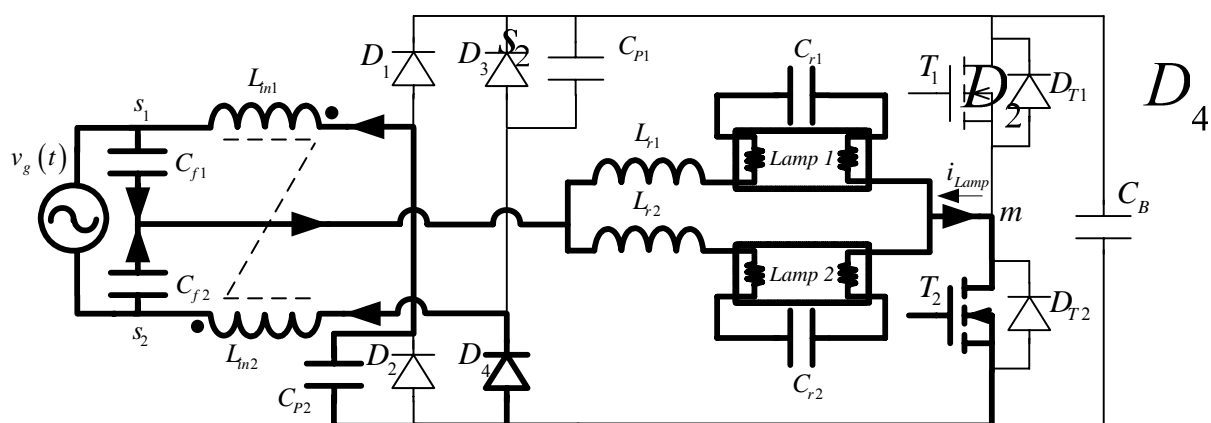 D1
D3
S2
CP1
Cr1
T1
D2
DT1
D4
Lin1
s1
vg(t)
Cf1
Lr1
Lamp 1
iLamp
Lr2
m
CB
Cf2
Lamp 2
T2
DT2
s2
Lin2
D2
D4
CP2
Cr2